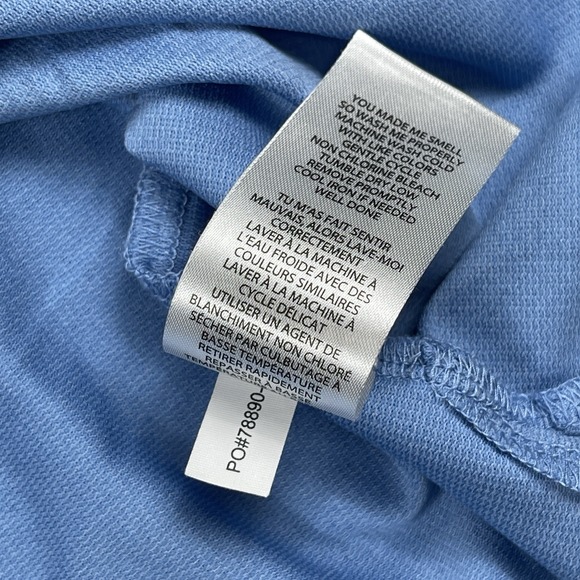 YOU MADE ME SMELL
SO WASH ME PROPERLY
MACHINE WASH COLD
WITH LIKE COLORS
GENTLE CYCLE
NON CHLORINE BLEACH
TUMBLE DRY LOW
REMOVE PROMPTLY
COOL IRON IF NEEDED
WELL DONE
TU M'AS FAIT SENTIR
MAUVAIS, ALORS LAVE-MOI
CORRECTEMENT
LAVER À LA MACHINE À
L'EAU FROIDE AVEC DES
COULEURS SIMILAIRES
LAVER À LA MACHINE À
CYCLE DÉLICAT
UTILISER UN AGENT DE
BLANCHIMENT NON CHLORÉ
SÉCHER PAR CULBUTAGE À
BASSE TEMPÉRATURE
RETIRER RAPIDEMENT
REPASSER À BASSE
PO#78890-